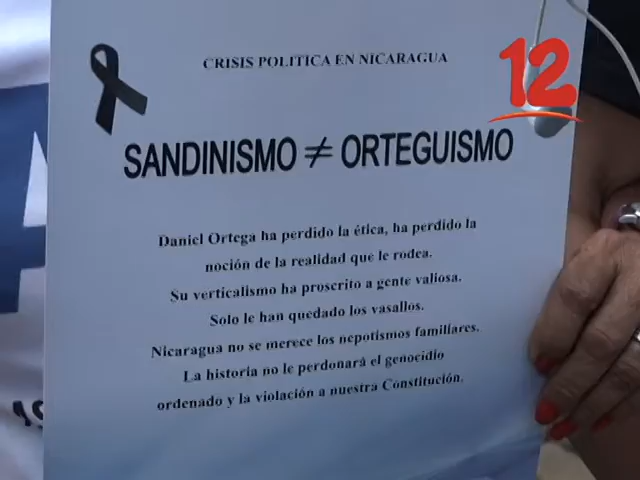 CRISIS POLITICA EN NICARAGUA
12
SANDINISMO ≠ ORTEGUISMO
Daniel Ortega ha perdido la ética, ha perdido la
noción de la realidad que le rodea.
Su verticalismo ha proscrito a gente valiosa.
Solo le han quedado los vasallos.
Nicaragua no se merece los nepotismos familiares.
La historia no le perdonará el genocidio
ordenado y la violación a nuestra Constitución.